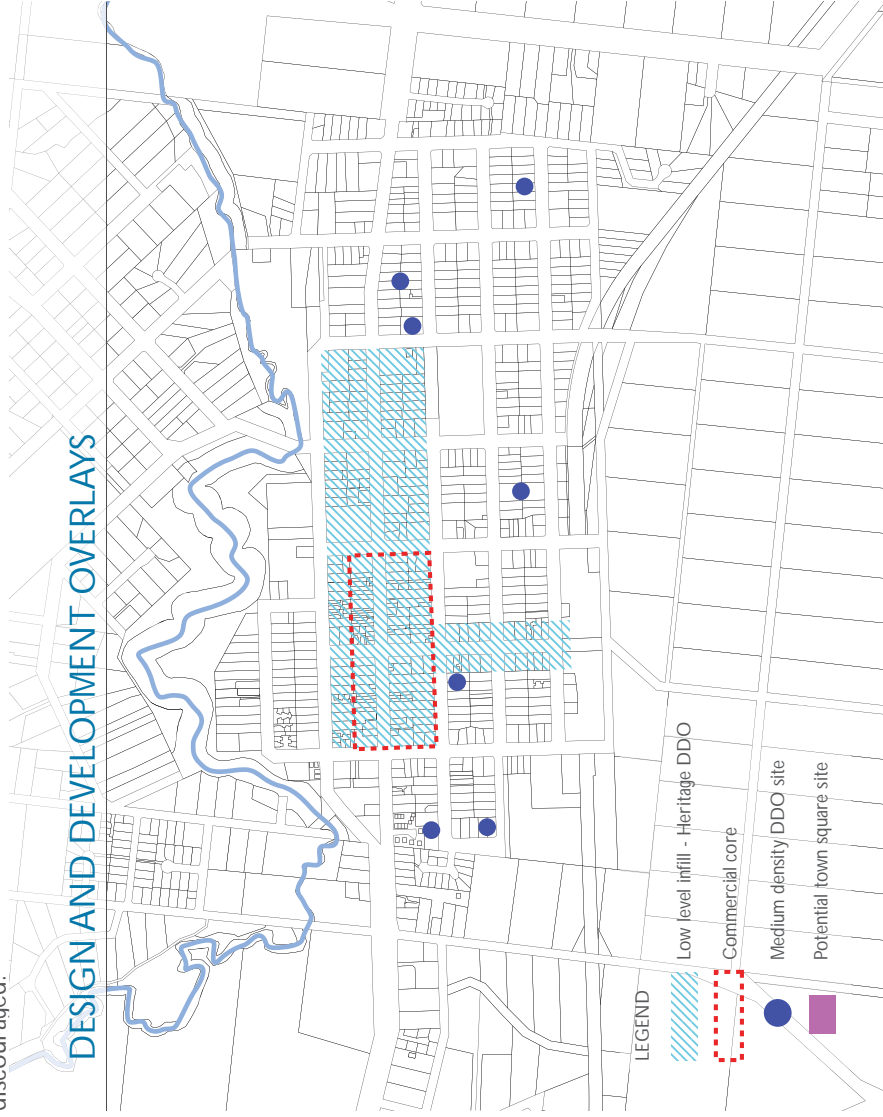 discouraged.
DESIGN AND DEVELOPMENT OVERLAYS
LEGEND
Low level infill - Heritage DDO
Commercial core
Medium density DDO site
Potential town square site